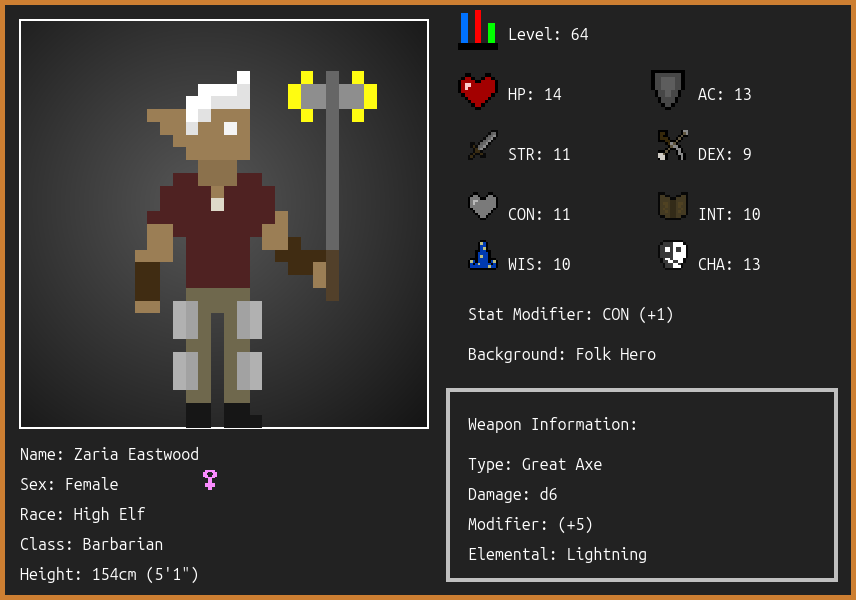 Level: 64
HP: 14
AC: 13
STR: 11
DEX: 9
CON: 11
INT: 10
WIS: 10
CHA: 13
Stat Modifier: CON (+1)
Background: Folk Hero
Weapon Information:
Type: Great Axe
Damage: d6
Modifier: (+5)
Elemental: Lightning
Name: Zaria Eastwood
Sex: Female
Race: High Elf
Class: Barbarian
Height: 154cm (5'1")